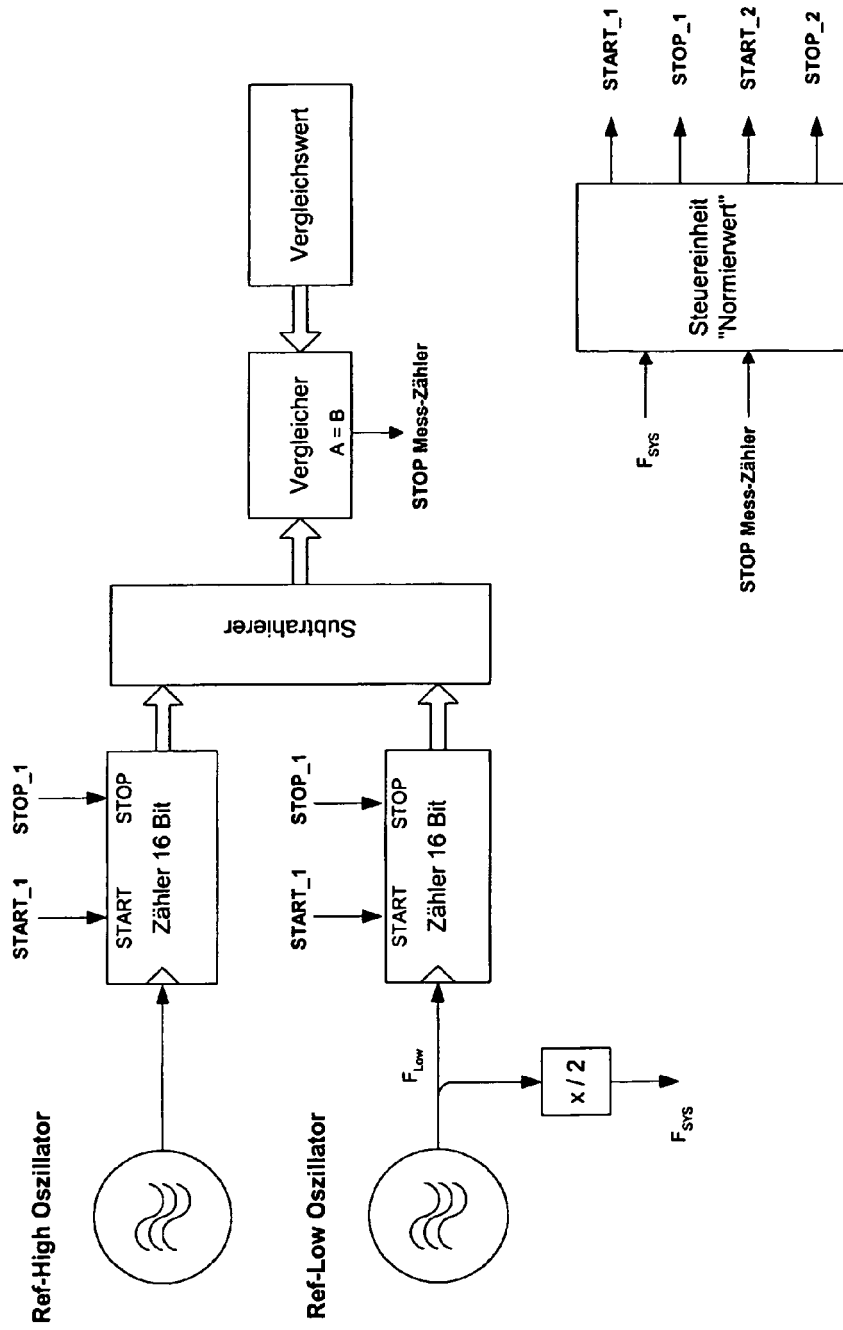 Ref-High Oszillator
START_1
STOP_1
START
STOP
Zähler 16 Bit
Ref-Low Oszillator
F_Low
START_1
STOP_1
START
STOP
Zähler 16 Bit
x / 2
F_SYS
Subtrahierer
Vergleicher
A = B
STOP Mess-Zähler
Vergleichswert
F_SYS
STOP Mess-Zähler
Steuereinheit
"Normierwert"
START_1
STOP_1
START_2
STOP_2